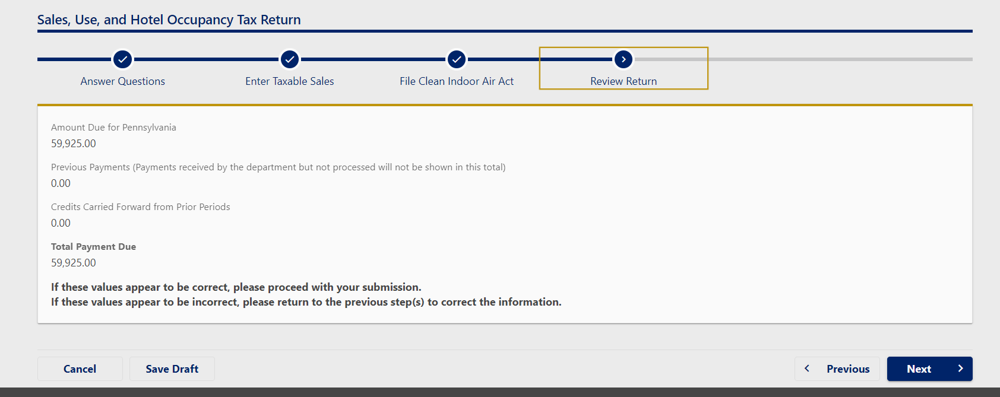 Sales, Use, and Hotel Occupancy Tax Return
Answer Questions
Enter Taxable Sales
File Clean Indoor Air Act
Review Return
Amount Due for Pennsylvania
59,925.00
Previous Payments (Payments received by the department but not processed will not be shown in this total)
0.00
Credits Carried Forward from Prior Periods
0.00
Total Payment Due
59,925.00
If these values appear to be correct, please proceed with your submission.
If these values appear to be incorrect, please return to the previous step(s) to correct the information.
Cancel
Save Draft
Previous
Next